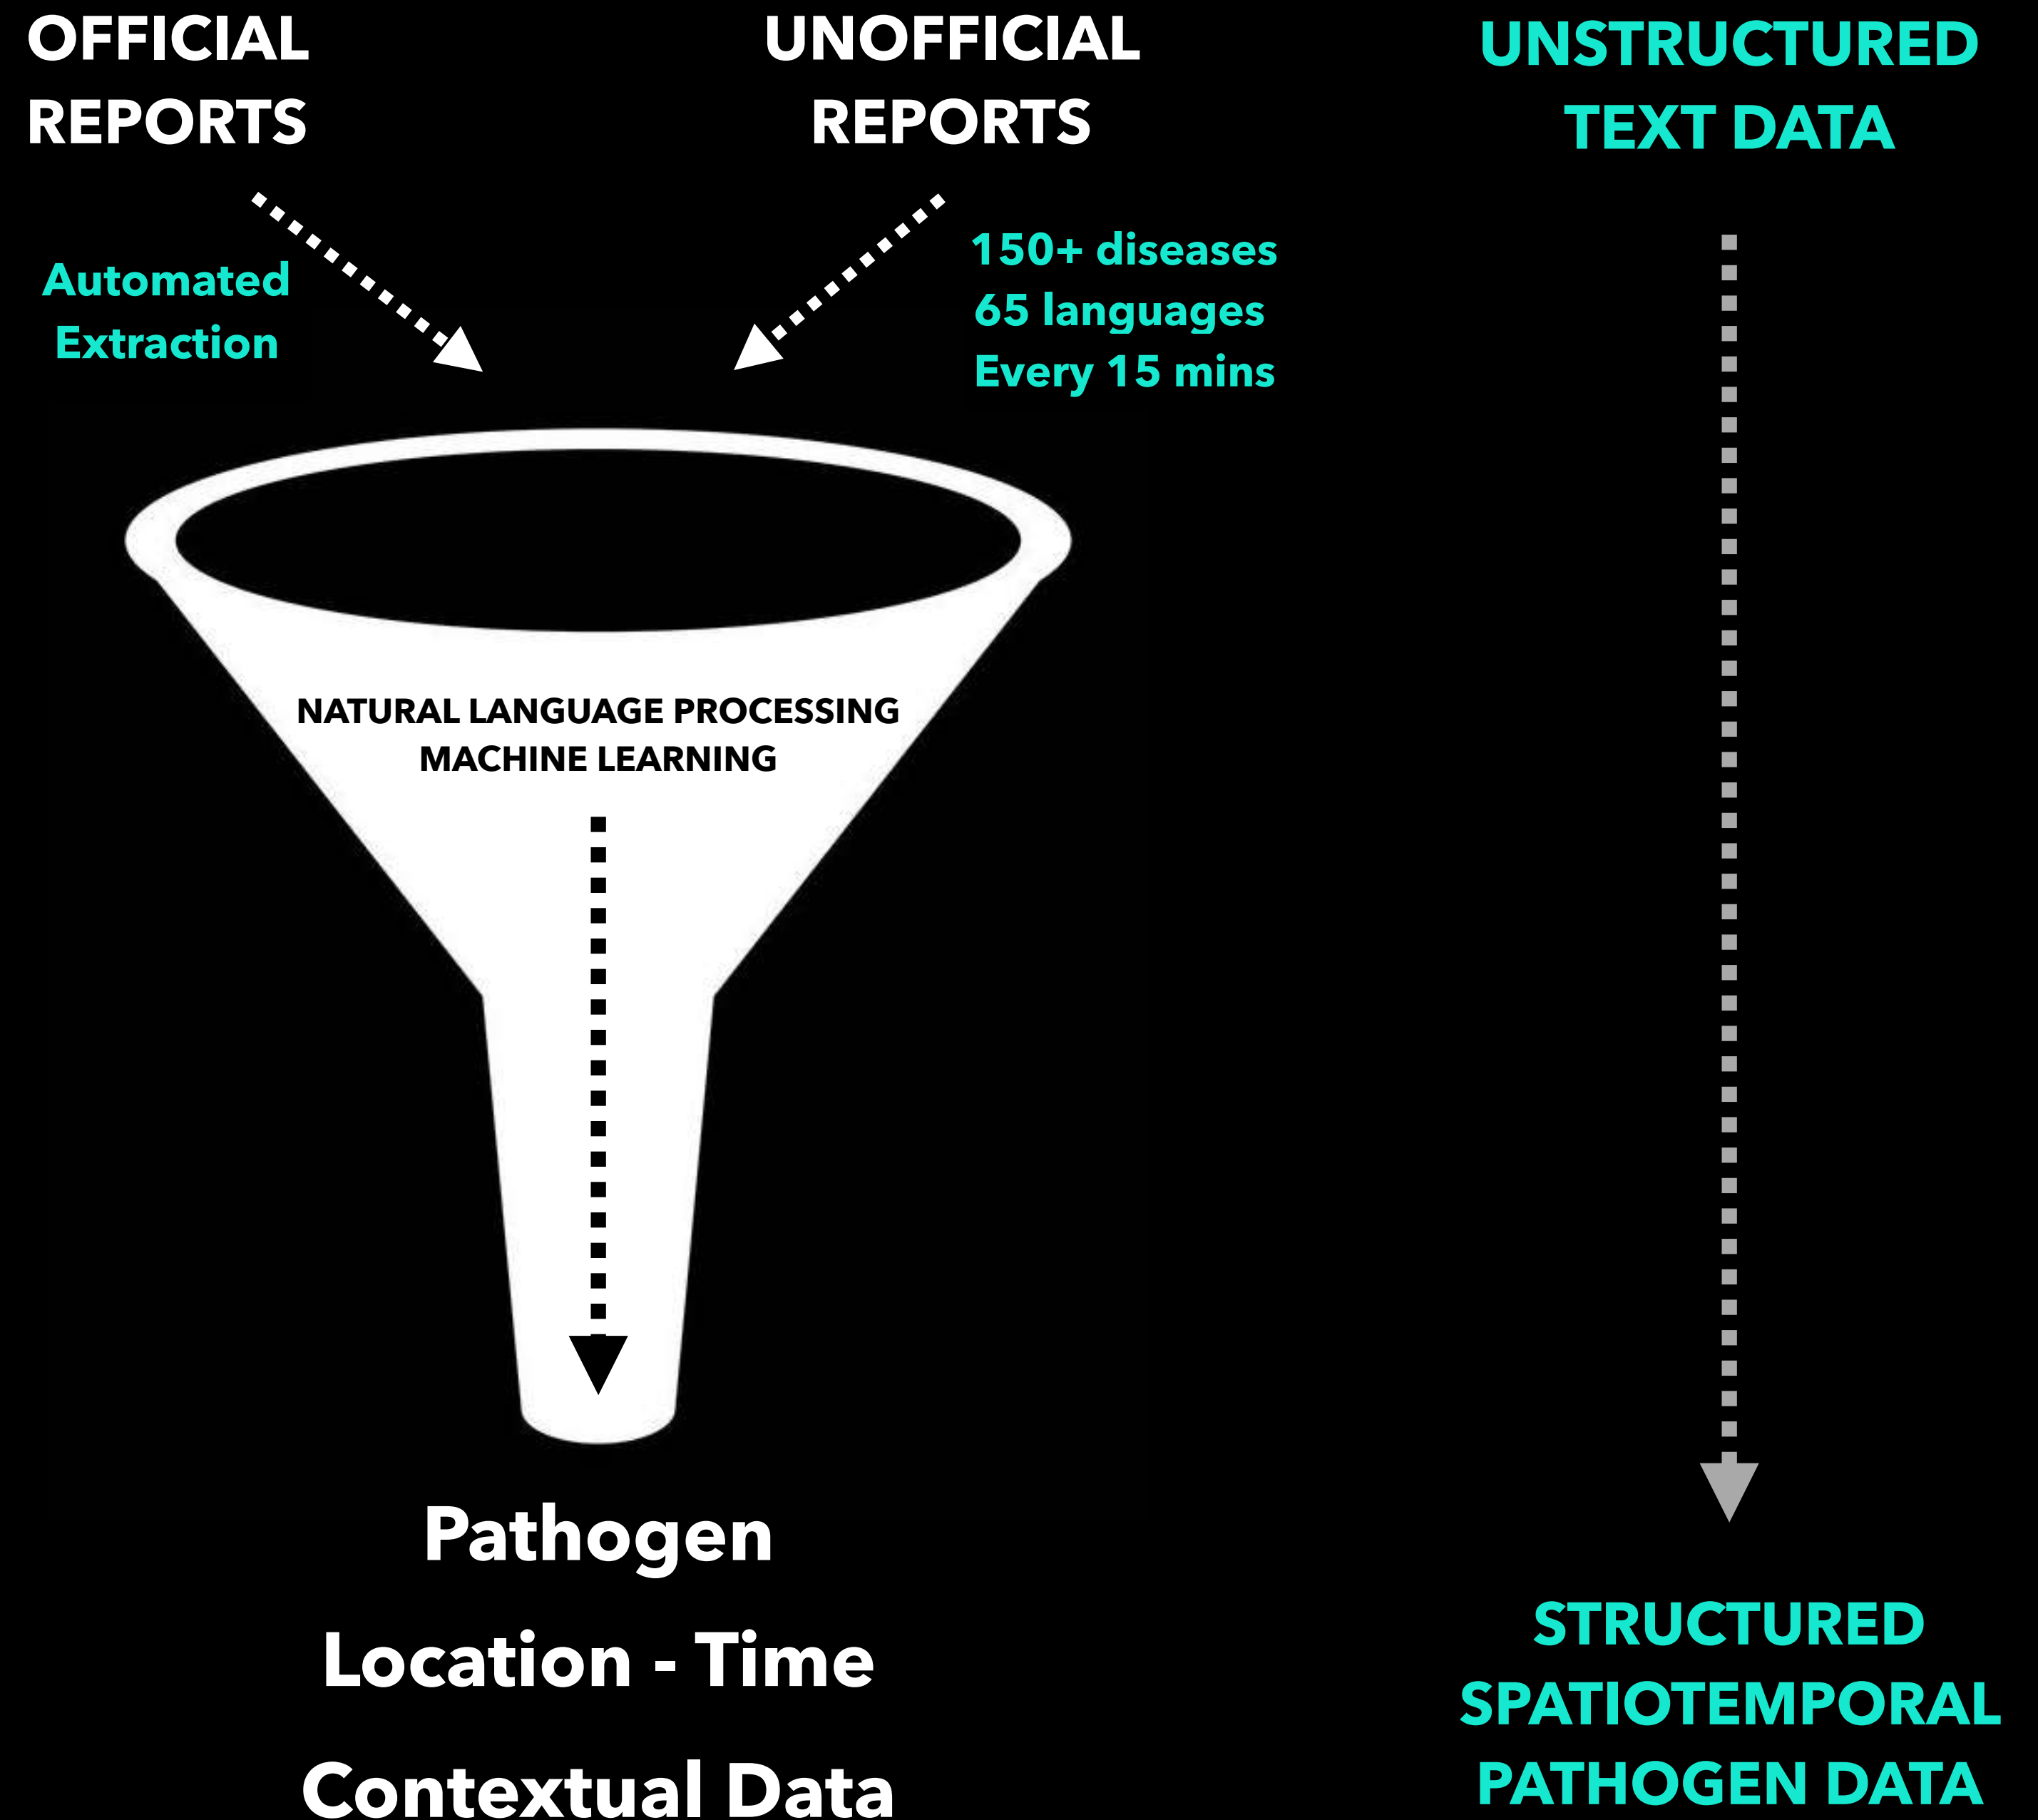 OFFICIAL
REPORTS
UNOFFICIAL
REPORTS
UNSTRUCTURED
TEXT DATA
Automated
Extraction
150+ diseases
65 languages
Every 15 mins
NATURAL LANGUAGE PROCESSING
MACHINE LEARNING
Pathogen
Location - Time
Contextual Data
STRUCTURED
SPATIOTEMPORAL
PATHOGEN DATA